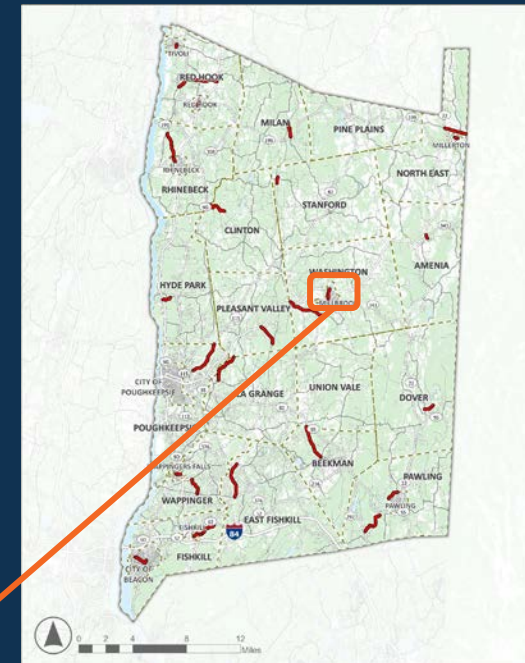 TIVOLI
RED HOOK
RED HOOK
MILAN
PINE PLAINS
MILLERTON
NORTH EAST
RHINEBECK
RHINEBECK
STANFORD
CLINTON
AMENIA
WASHINGTON
HYDE PARK
MILLBROOK
PLEASANT VALLEY
CITY OF
POUGHKEEPSIE
LA GRANGE
UNION VALE
DOVER
POUGHKEEPSIE
BEEKMAN
WAPPINGERS FALLS
PAWLING
PAWLING
WAPPINGER
EAST FISHKILL
FISHKILL
84
FISHKILL
CITY OF
BEACON
0 2 4 8 12
Miles